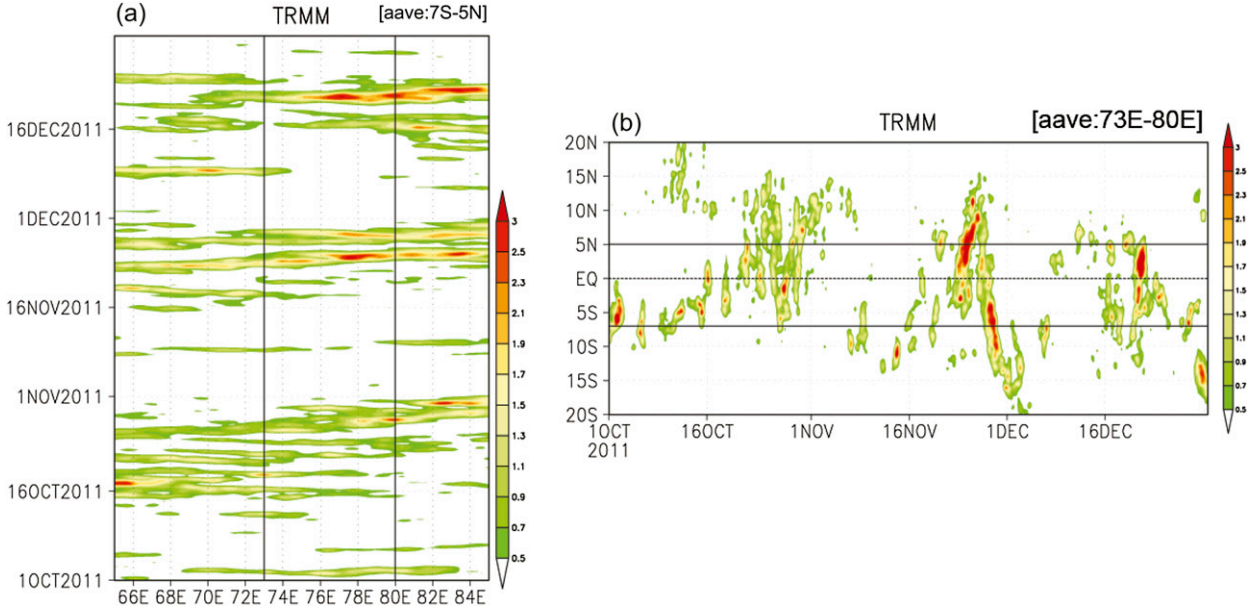 (a)
TRMM
[aave:7S-5N]
16DEC2011
1DEC2011
16NOV2011
1NOV2011
16OCT2011
1OCT2011
66E 68E 70E 72E 74E 76E 78E 80E 82E 84E
3
2.5
2.3
2.1
1.9
1.7
1.5
1.3
1.1
0.9
0.7
0.5
(b)
TRMM
[aave:73E-80E]
20N
15N
10N
5N
EQ
5S
10S
15S
20S
1OCT 16OCT 1NOV 16NOV 1DEC 16DEC
2011
3
2.5
2.3
2.1
1.9
1.7
1.5
1.3
1.1
0.9
0.7
0.5